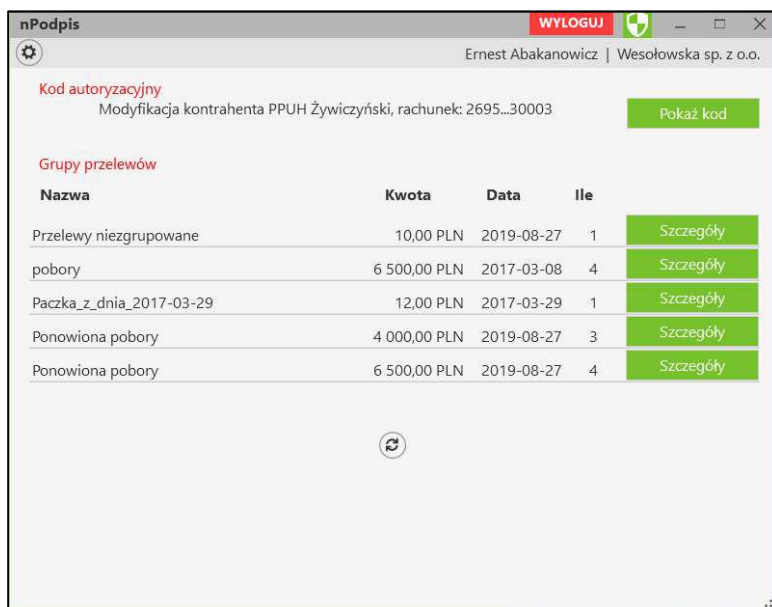 nPodpis WYLOGUJ
Ernest Abakanowicz | Wesołowska sp. z o.o.
Kod autoryzacyjny
Modyfikacja kontrahenta PPUH Żywiczyński, rachunek: 2695...30003 Pokaż kod
Grupy przelewów
Nazwa Kwota Data Ile
Przelewy niezgrupowane 10,00 PLN 2019-08-27 1 Szczegóły
pobory 6 500,00 PLN 2017-03-08 4 Szczegóły
Paczka_z_dnia_2017-03-29 12,00 PLN 2017-03-29 1 Szczegóły
Ponowiona pobory 4 000,00 PLN 2019-08-27 3 Szczegóły
Ponowiona pobory 6 500,00 PLN 2019-08-27 4 Szczegóły